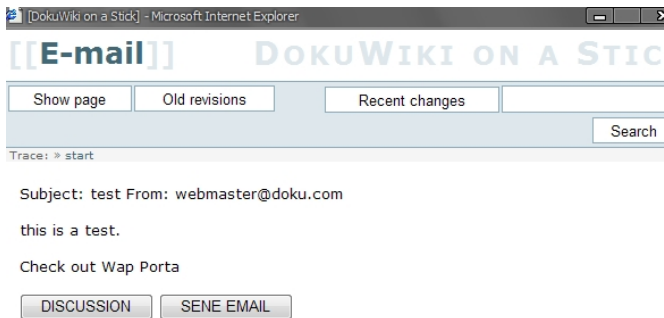 [DokuWiki on a Stick] - Microsoft Internet Explorer
[[E-mail]] DOKUWIKI ON A STIC
Show page Old revisions Recent changes
Search
Trace: » start
Subject: test From: webmaster@doku.com
this is a test.
Check out Wap Porta
DISCUSSION SENE EMAIL